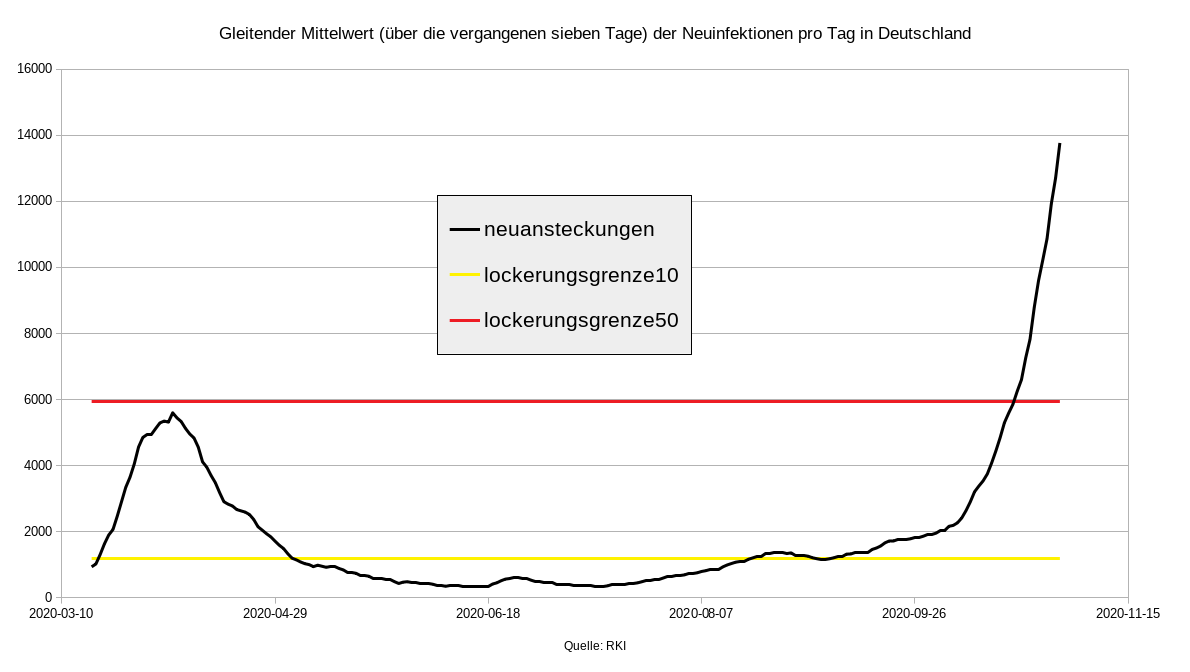 Gleitender Mittelwert (über die vergangenen sieben Tage) der Neuinfektionen pro Tag in Deutschland
16000
14000
12000
10000
8000
6000
4000
2000
0
neuansteckungen
lockerungsgrenze10
lockerungsgrenze50
2020-03-10 2020-04-29 2020-06-18 2020-08-07 2020-09-26 2020-11-15
Quelle: RKI